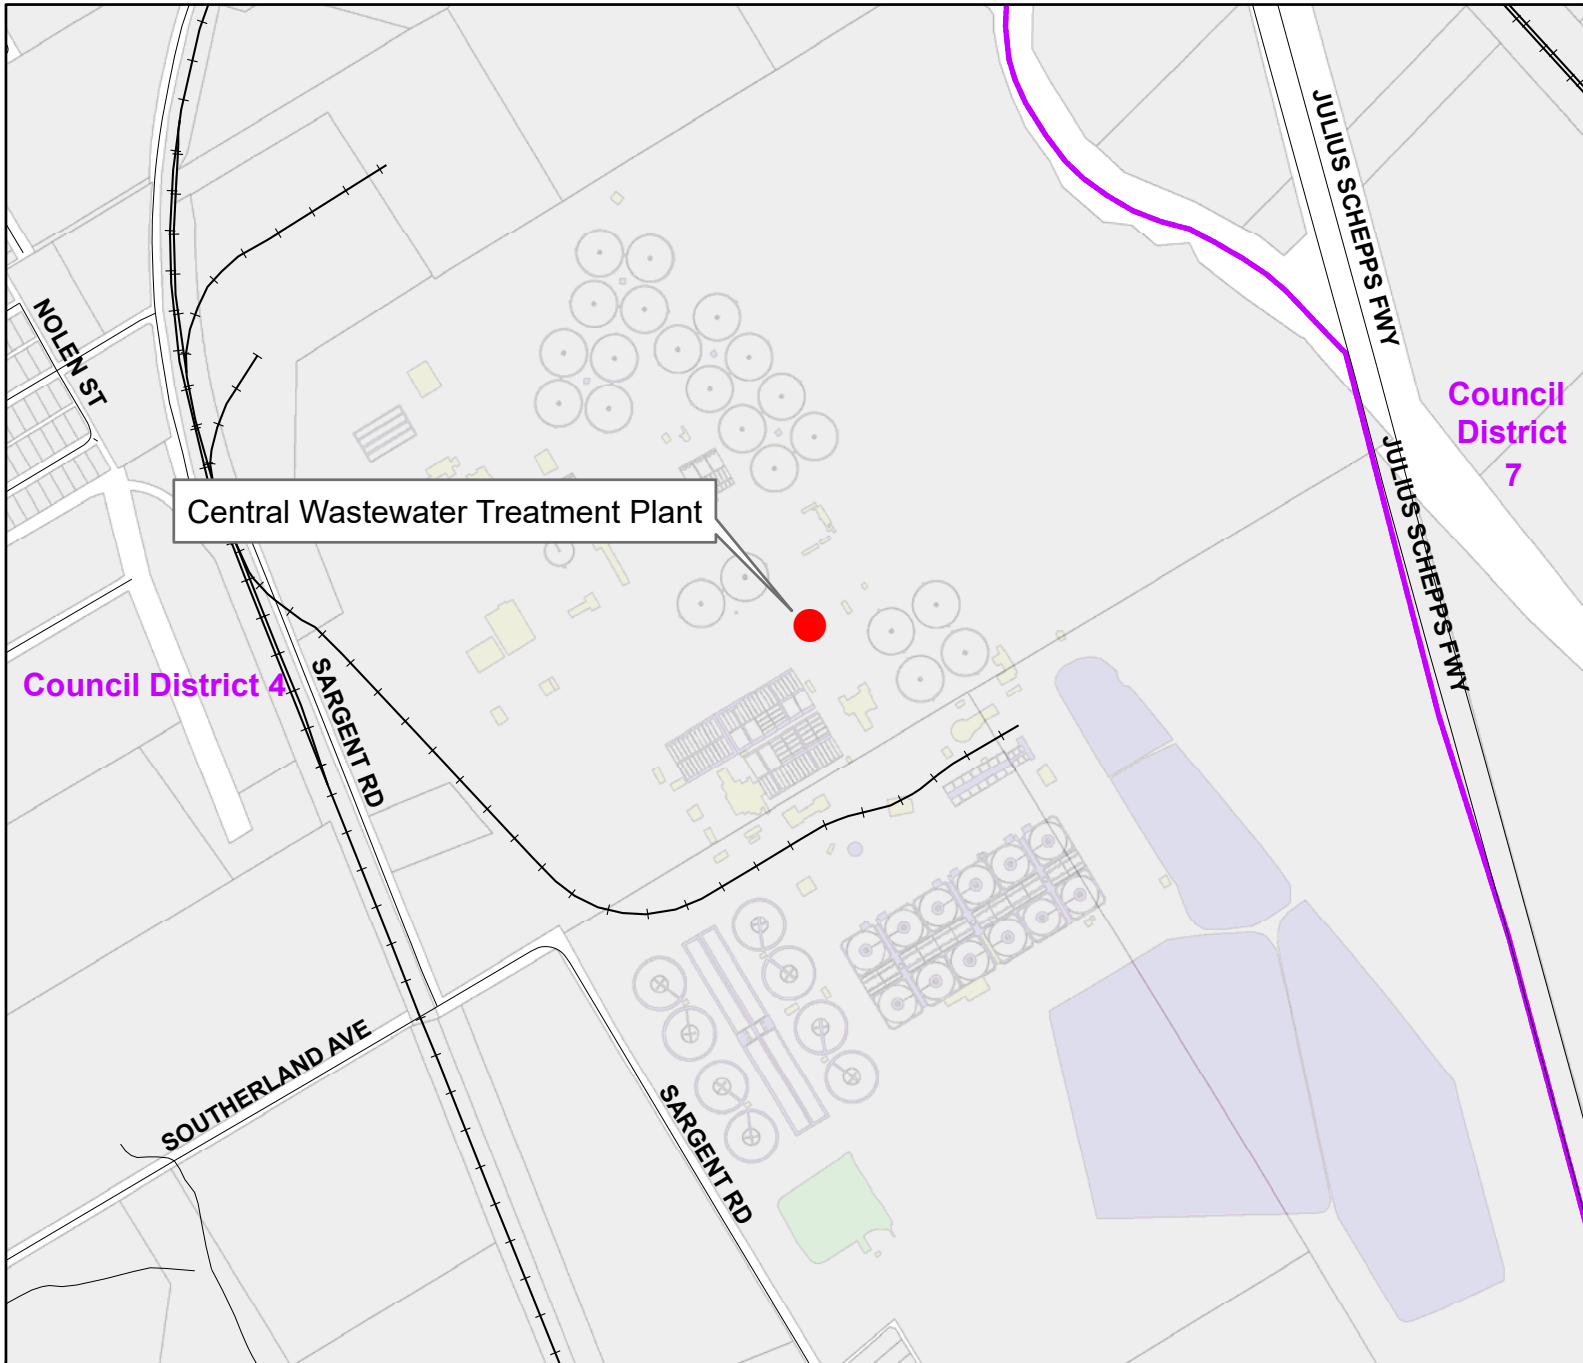 JULIUS SCHEPPS FWY
NOLEN ST
Council
District
7
JULIUS SCHEPPS FWY
Central Wastewater Treatment Plant
Council District 4
SARGENT RD
SOUTHERLAND AVE
SARGENT RD